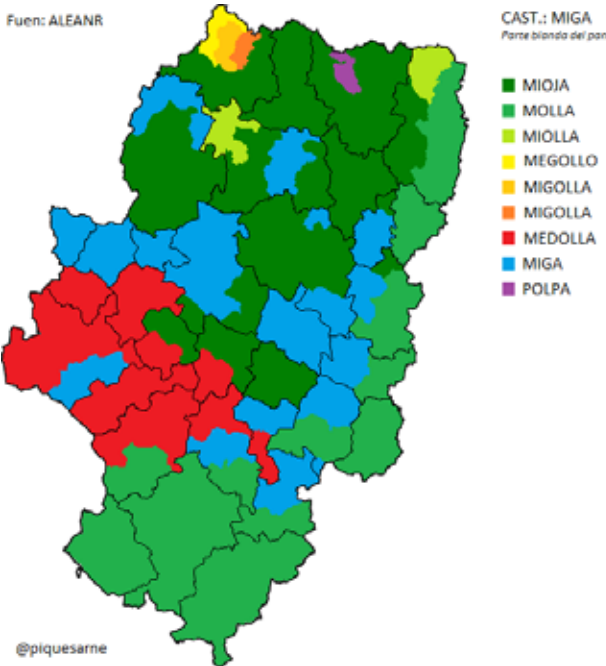 Fuen: ALEANR
CAST.: MIGA
Parte blanda del pan
MIOJA
MOLLA
MIOLLA
MEGOLLO
MIGOLLA
MIGOLLA
MEDOLLA
MIGA
POLPA
@piquesarne